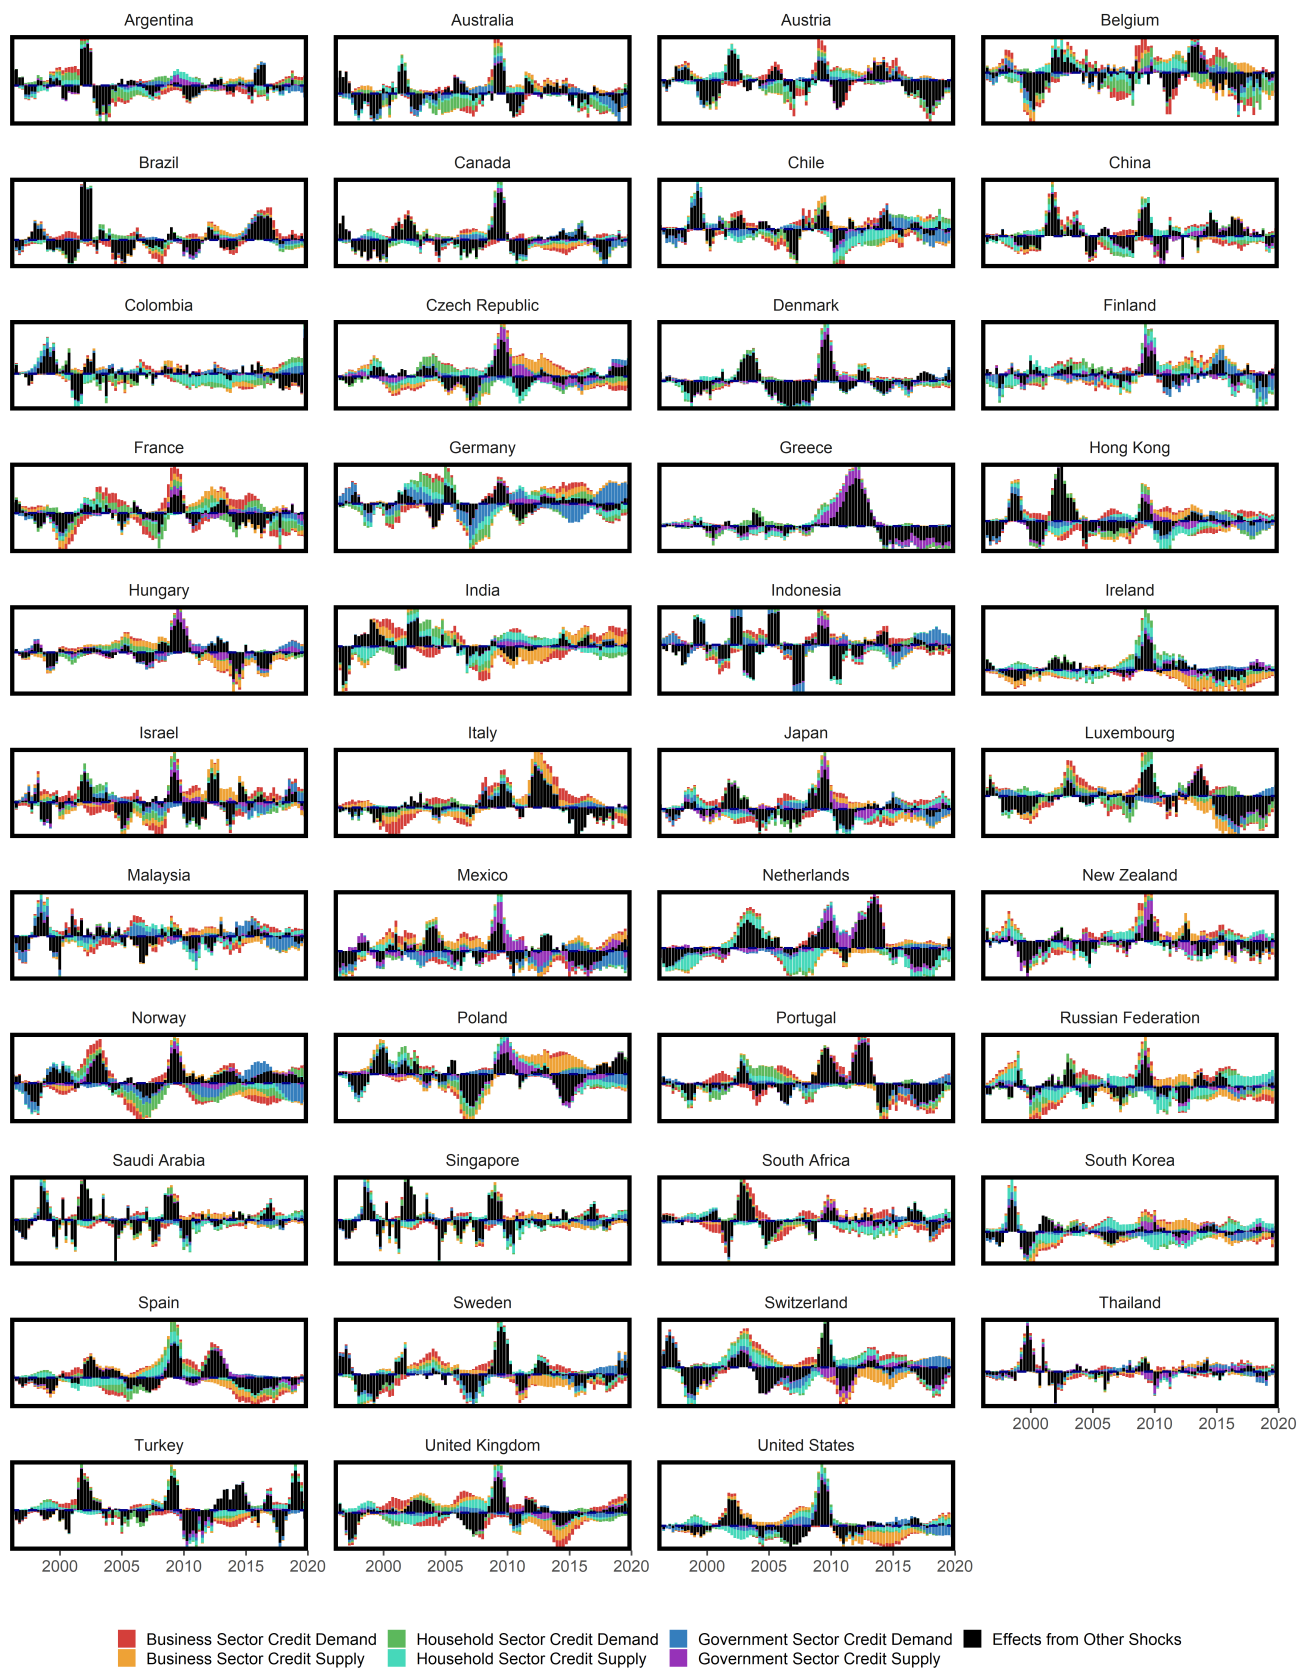 Argentina Australia Austria Belgium
Brazil Canada Chile China
Colombia Czech Republic Denmark Finland
France Germany Greece Hong Kong
Hungary India Indonesia Ireland
Israel Italy Japan Luxembourg
Malaysia Mexico Netherlands New Zealand
Norway Poland Portugal Russian Federation
Saudi Arabia Singapore South Africa South Korea
Spain Sweden Switzerland Thailand
2000 2005 2010 2015 2020
Turkey United Kingdom United States
2000 2005 2010 2015 2020 2000 2005 2010 2015 2020 2000 2005 2010 2015 2020
Business Sector Credit Demand Household Sector Credit Demand Government Sector Credit Demand Effects from Other Shocks
Business Sector Credit Supply Household Sector Credit Supply Government Sector Credit Supply